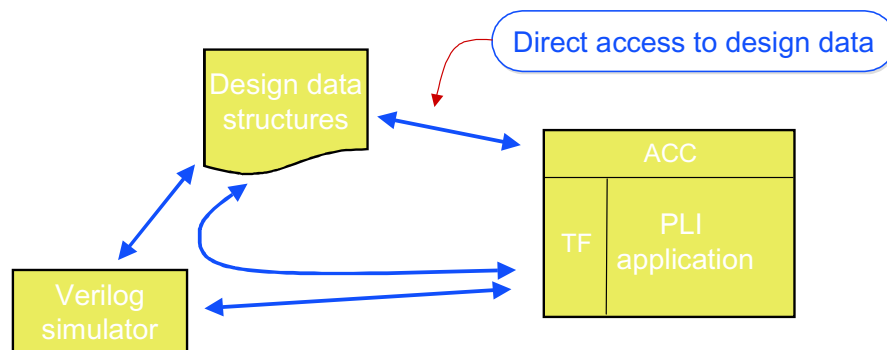 Direct access to design data
Design data
structures
ACC
TF
PLI
application
Verilog
simulator